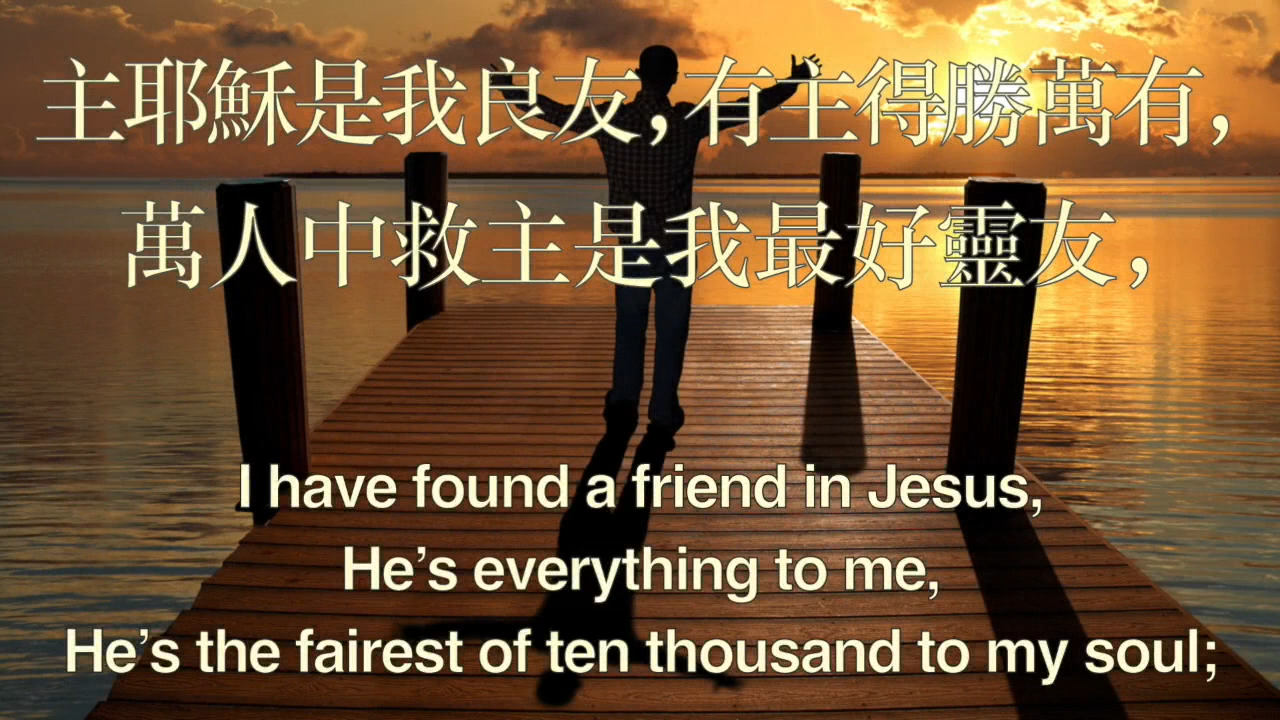 主耶穌是我良友，有主得勝萬有，
萬人中救主是我最好靈友，
I have found a friend in Jesus,
He’s everything to me,
He’s the fairest of ten thousand to my soul;